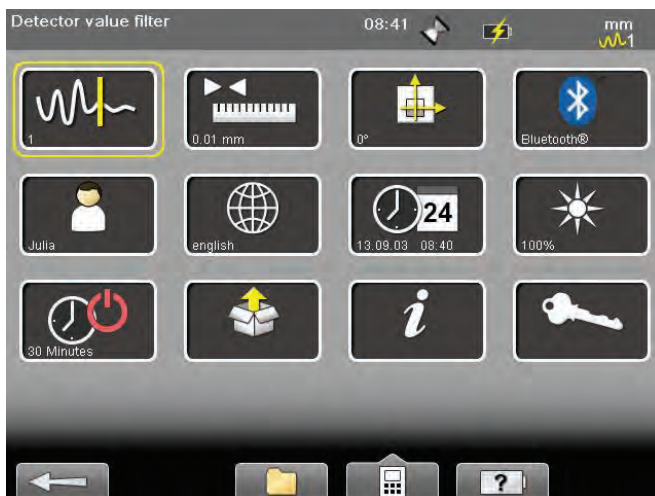 Detector value filter
08:41
mm
1
1
0.01 mm
0°
Bluetooth®
Julia
english
24
13.09.03 08:40
100%
30 Minutes
i
?